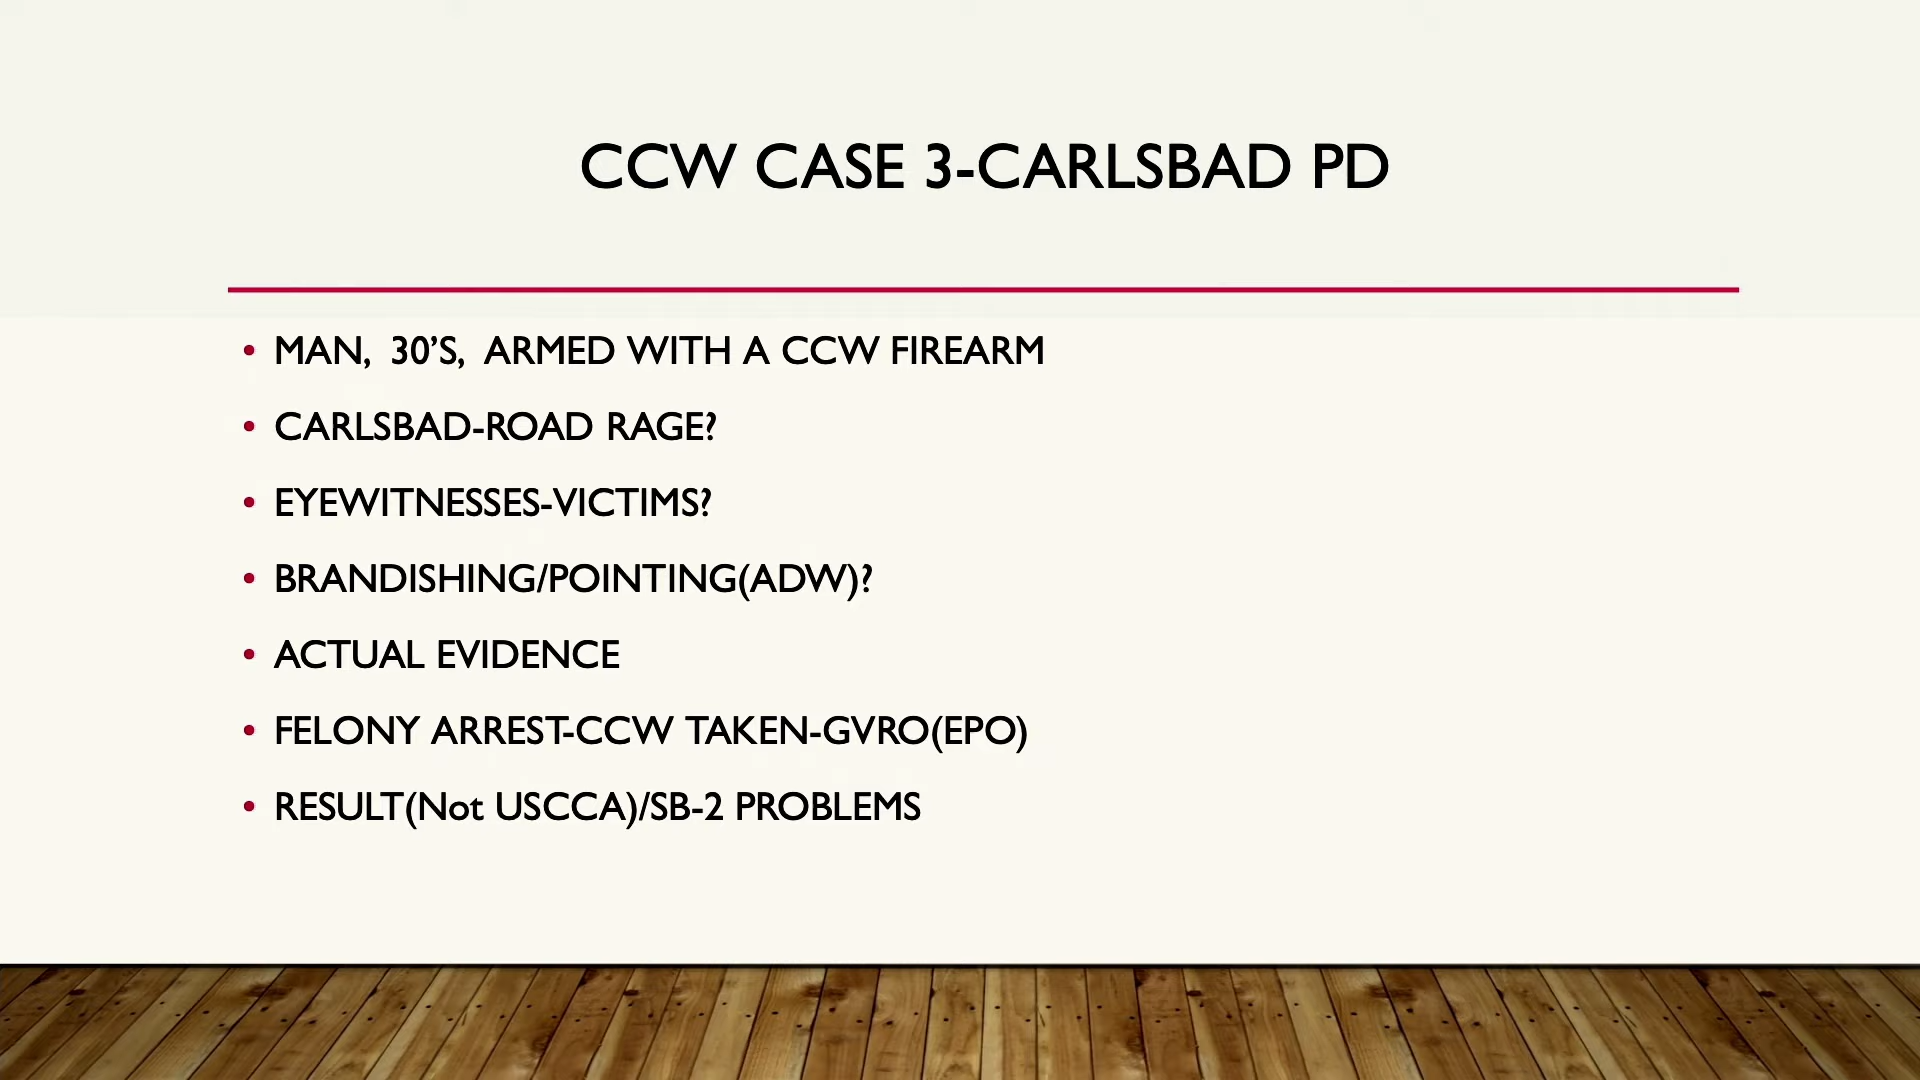 CCW CASE 3-CARLSBAD PD
• MAN, 30’S, ARMED WITH A CCW FIREARM
• CARLSBAD-ROAD RAGE?
• EYEWITNESSES-VICTIMS?
• BRANDISHING/POINTING(ADW)?
• ACTUAL EVIDENCE
• FELONY ARREST-CCW TAKEN-GVRO(EPO)
• RESULT(Not USCCA)/SB-2 PROBLEMS